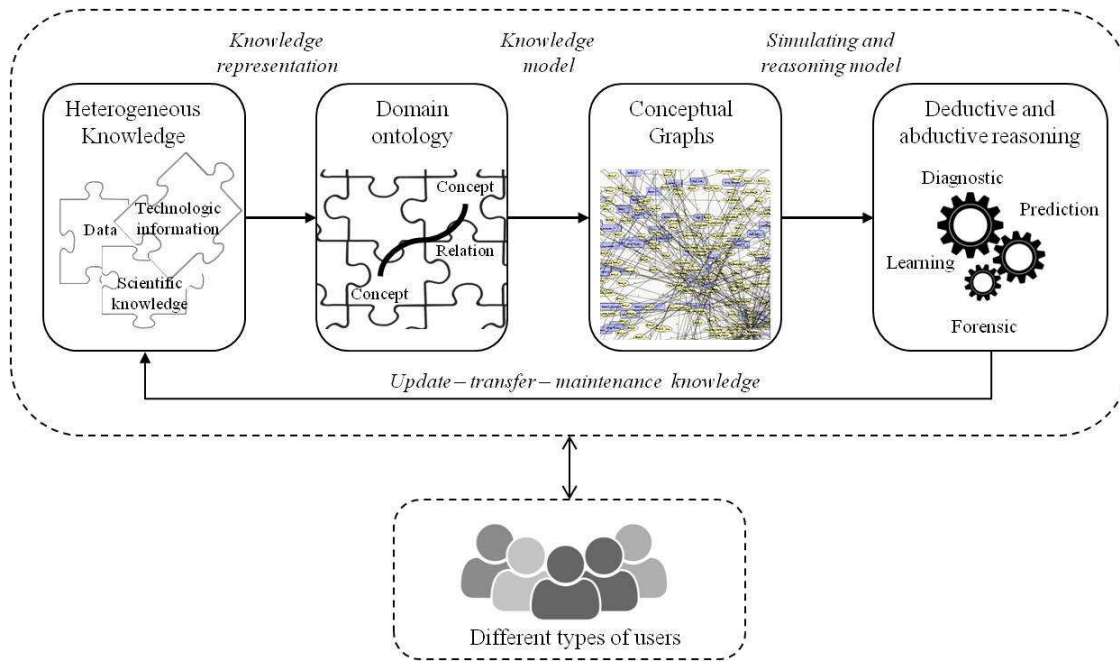 Knowledge
representation
Knowledge
model
Simulating and
reasoning model
Heterogeneous
Knowledge
Data
Technologic
information
Scientific
knowledge
Domain
ontology
Concept
Relation
Concept
Conceptual
Graphs
Deductive and
abductive reasoning
Diagnostic
Prediction
Learning
Forensic
Update – transfer – maintenance knowledge
Different types of users